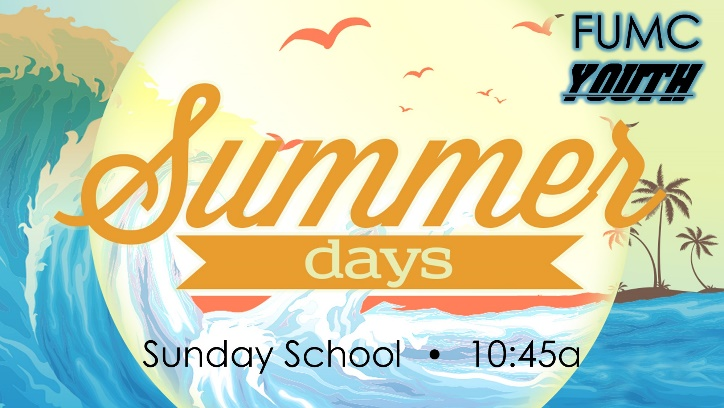 FUMC
YOUTH
Summer
days
Sunday School • 10:45a